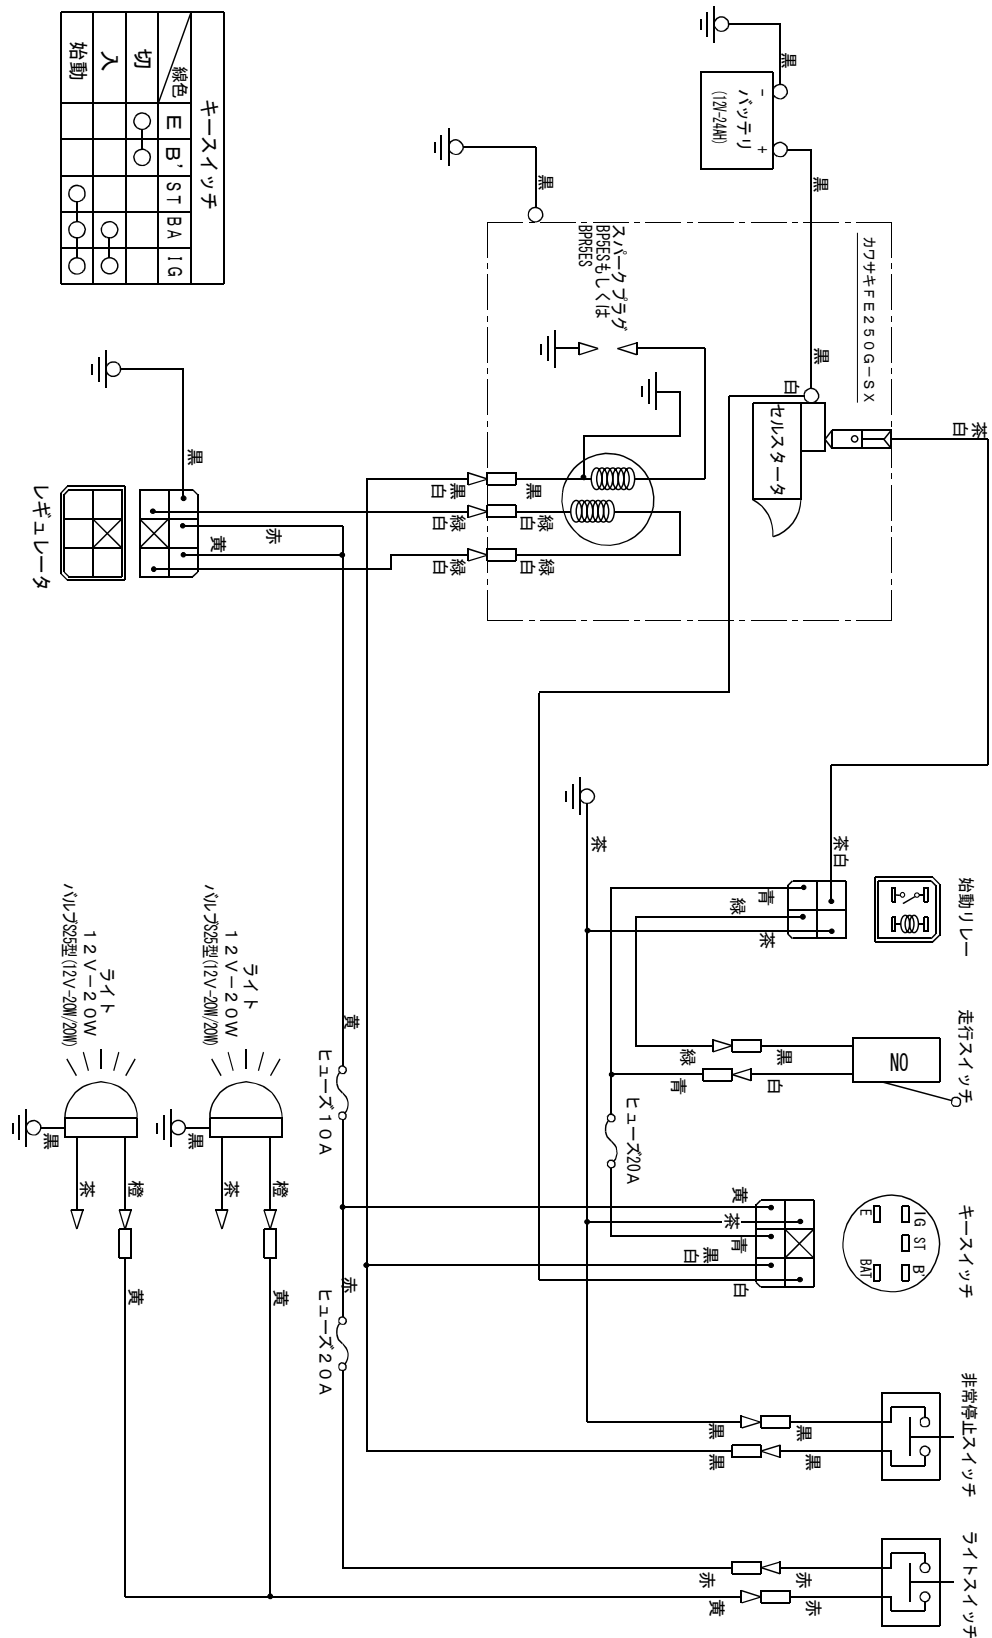 キースイッチ
線色 E B' ST BA IG
切
入
始動
黒
バッテリ
(12V-24AH)
-
+
黒
黒
黒
カワサキFE250G-SX
スパークプラグ
BP5ESもしくは
BPR5ES
白
セルスタータ
茶白
黒
黒白
黒
緑白
緑白
緑白
緑白
赤
黄
レギュレータ
茶
茶白
青
緑
茶
始動リレー
走行スイッチ
NO
黒
緑
白
青
ヒューズ20A
黄
ヒューズ10A
ライト
12V-20W
バルブS25型(12V-20W/20W)
ライト
12V-20W
バルブS25型(12V-20W/20W)
黒
茶
橙
黄
黒
茶
橙
黄
黄
茶
青
黒白
白
キースイッチ
IG
ST
B'
E
BAT
赤
ヒューズ20A
非常停止スイッチ
黒
黒
黒
黒
ライトスイッチ
赤
赤
赤
黄